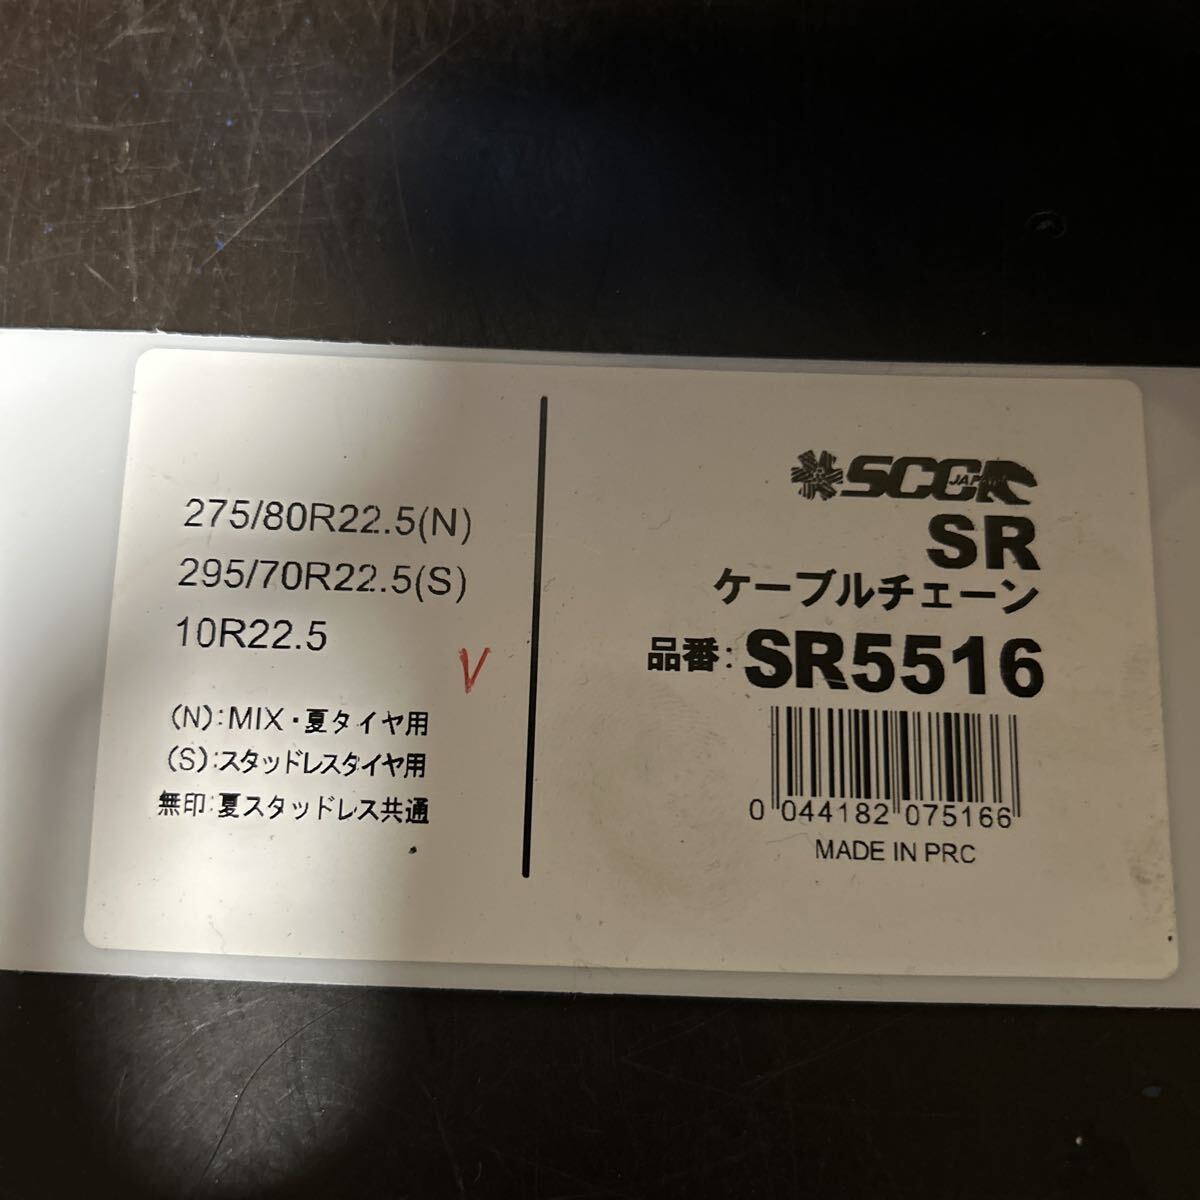 275/80R22.5(N)
295/70R22.5(S)
10R22.5
V
(N):MIX・夏タイヤ用
(S):スタッドレスタイヤ用
無印:夏スタッドレス共通
SCC JAPAN
SR
ケーブルチェーン
品番:SR5516
0 044182 075166
MADE IN PRC